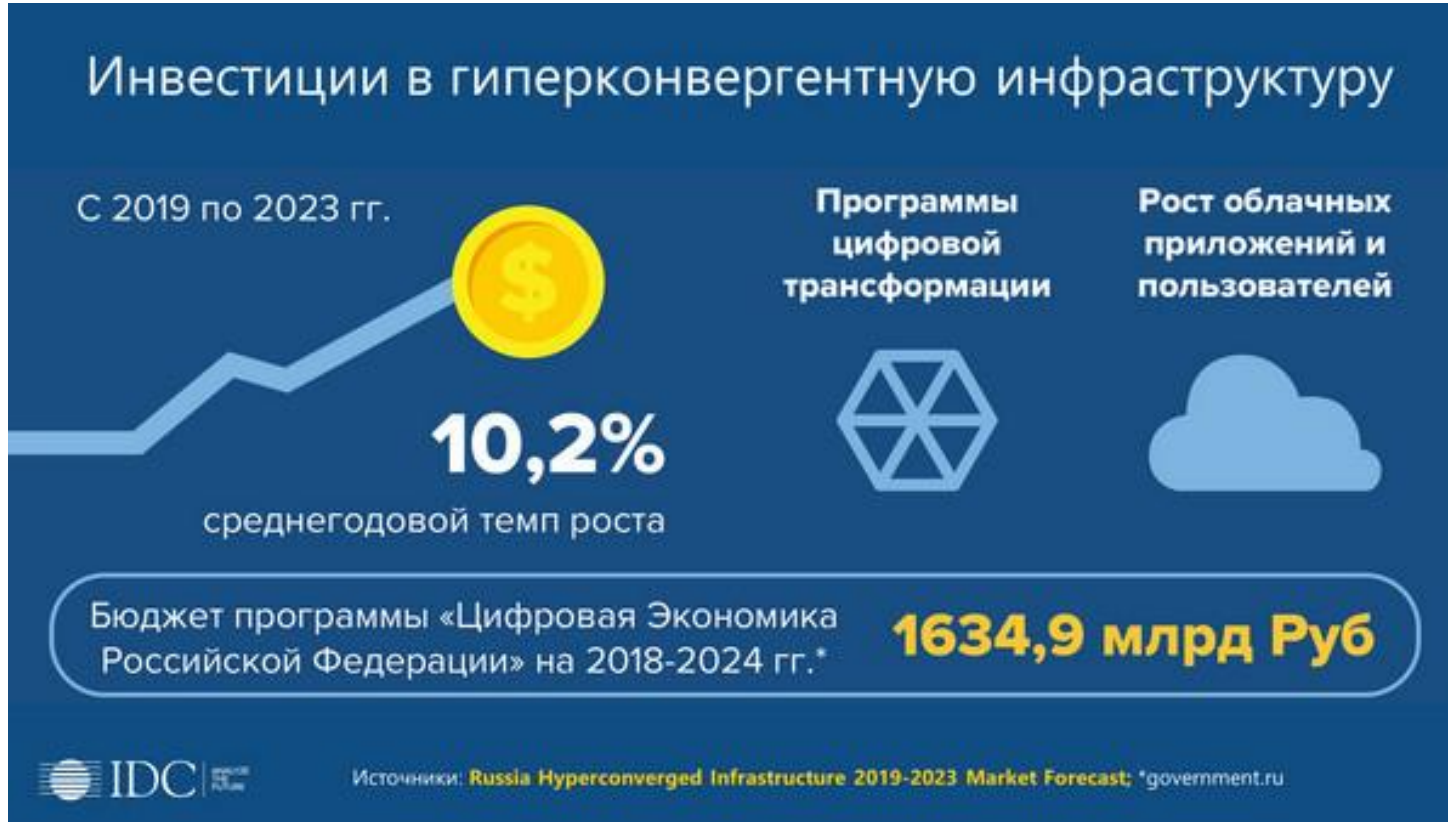 Инвестиции в гиперконвергентную инфраструктуру
С 2019 по 2023 гг.
$
10,2%
среднегодовой темп роста
Программы
цифровой
трансформации
Рост облачных
приложений и
пользователей
Бюджет программы «Цифровая Экономика
Российской Федерации» на 2018-2024 гг.*
1634,9 млрд Руб
IDC
Источники: Russia Hyperconverged Infrastructure 2019-2023 Market Forecast; *government.ru